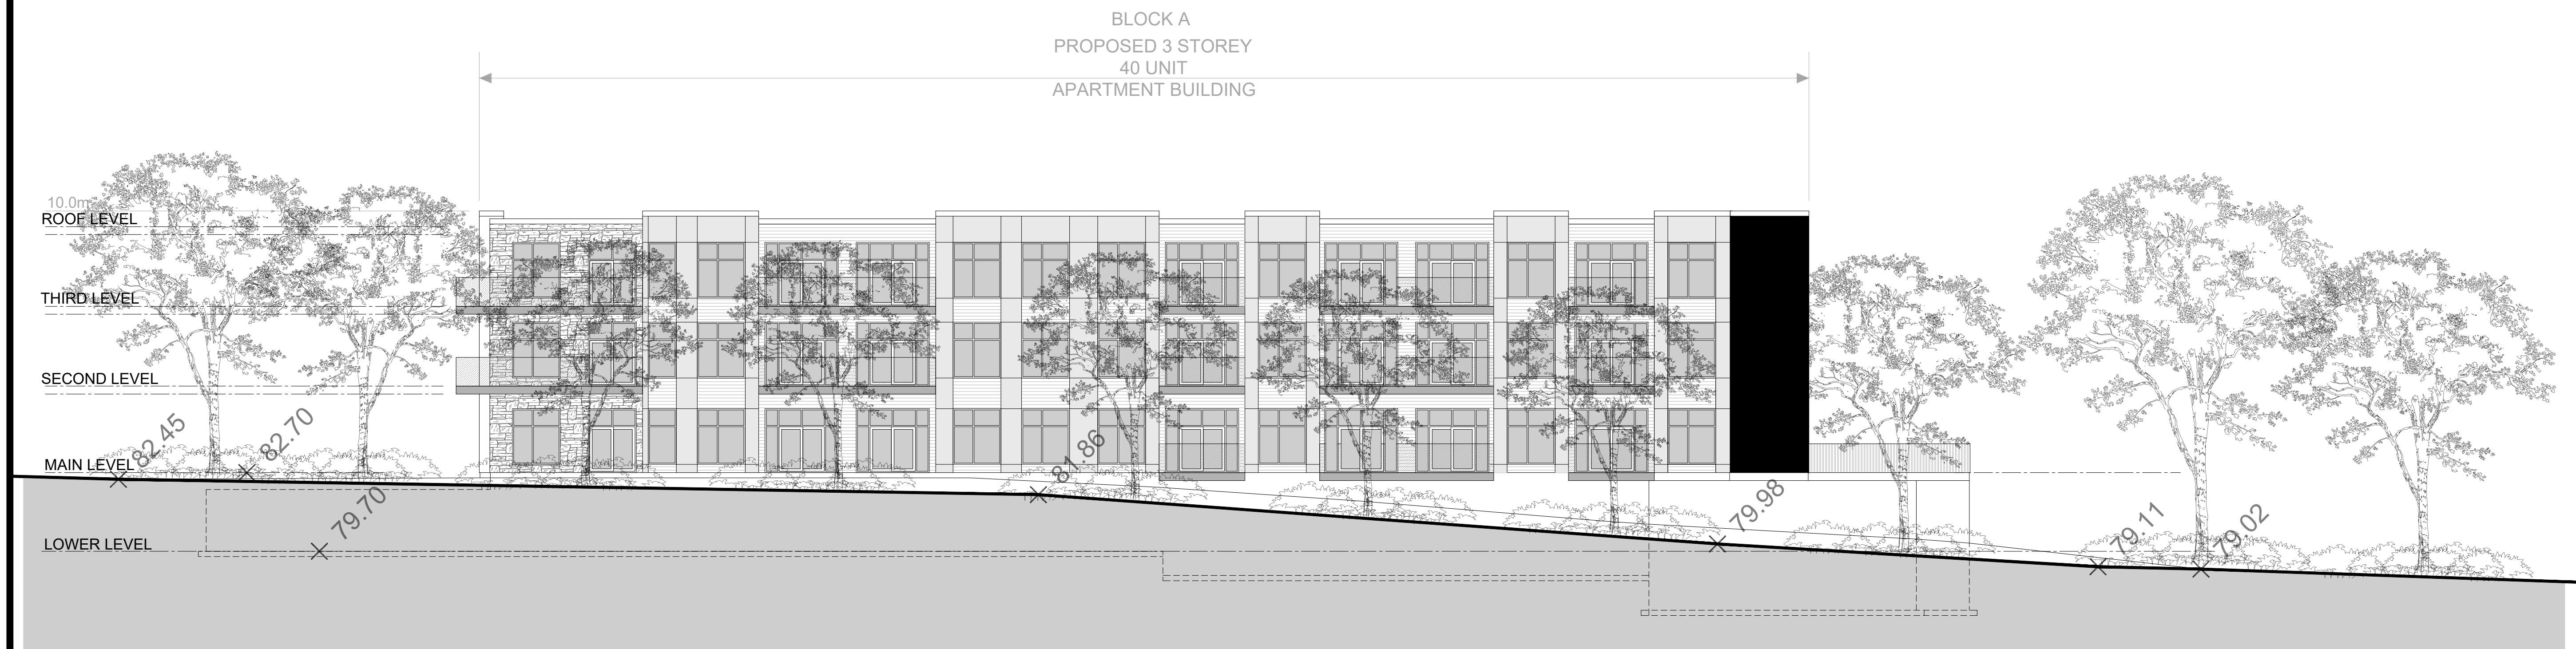 BLOCK A
PROPOSED 3 STOREY
40 UNIT
APARTMENT BUILDING
10.0m
ROOF LEVEL
THIRD LEVEL
SECOND LEVEL
MAIN LEVEL
LOWER LEVEL
82.45
82.70
79.70
81.86
79.98
79.11
79.02